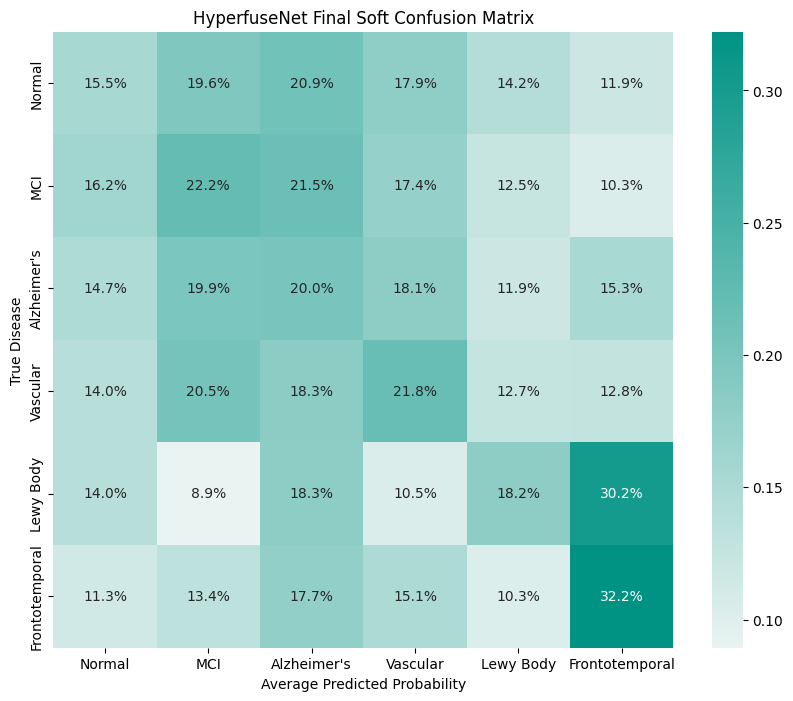 HyperfuseNet Final Soft Confusion Matrix
True Disease
Normal 15.5% 19.6% 20.9% 17.9% 14.2% 11.9%
MCI 16.2% 22.2% 21.5% 17.4% 12.5% 10.3%
Alzheimer's 14.7% 19.9% 20.0% 18.1% 11.9% 15.3%
Vascular 14.0% 20.5% 18.3% 21.8% 12.7% 12.8%
Lewy Body 14.0% 8.9% 18.3% 10.5% 18.2% 30.2%
Frontotemporal 11.3% 13.4% 17.7% 15.1% 10.3% 32.2%
Normal MCI Alzheimer's Vascular Lewy Body Frontotemporal
Average Predicted Probability
0.30
0.25
0.20
0.15
0.10